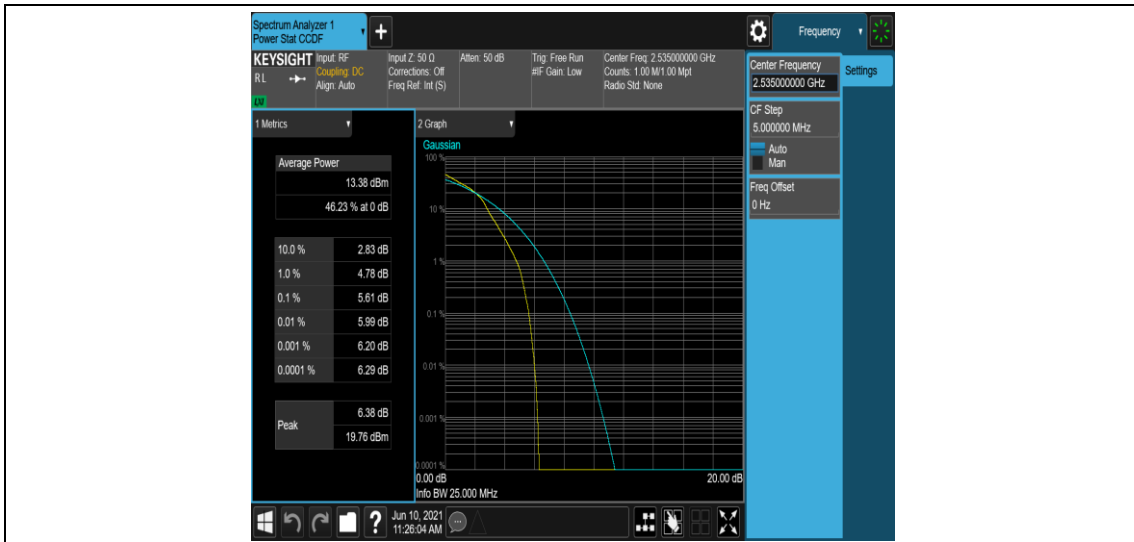 Spectrum Analyzer 1
Power Stat CCDF
+
Frequency
KEYSIGHT
Input: RF
Coupling: DC
Align: Auto
RL
LXI
Input Z: 50 Ω
Corrections: Off
Freq Ref: Int (S)
Atten: 50 dB
Trig: Free Run
#IF Gain: Low
Center Freq: 2.535000000 GHz
Counts: 1.00 M/1.00 Mpt
Radio Std: None
Center Frequency
2.535000000 GHz
Settings
CF Step
5.000000 MHz
Auto
Man
Freq Offset
0 Hz
1 Metrics
Average Power
13.38 dBm
46.23 % at 0 dB
10.0 % 2.83 dB
1.0 % 4.78 dB
0.1 % 5.61 dB
0.01 % 5.99 dB
0.001 % 6.20 dB
0.0001 % 6.29 dB
Peak
6.38 dB
19.76 dBm
2 Graph
Gaussian
100 %
10 %
1 %
0.1 %
0.01 %
0.001 %
0.0001 %
0.00 dB
20.00 dB
Info BW 25.000 MHz
?
Jun 10, 2021
11:26:04 AM